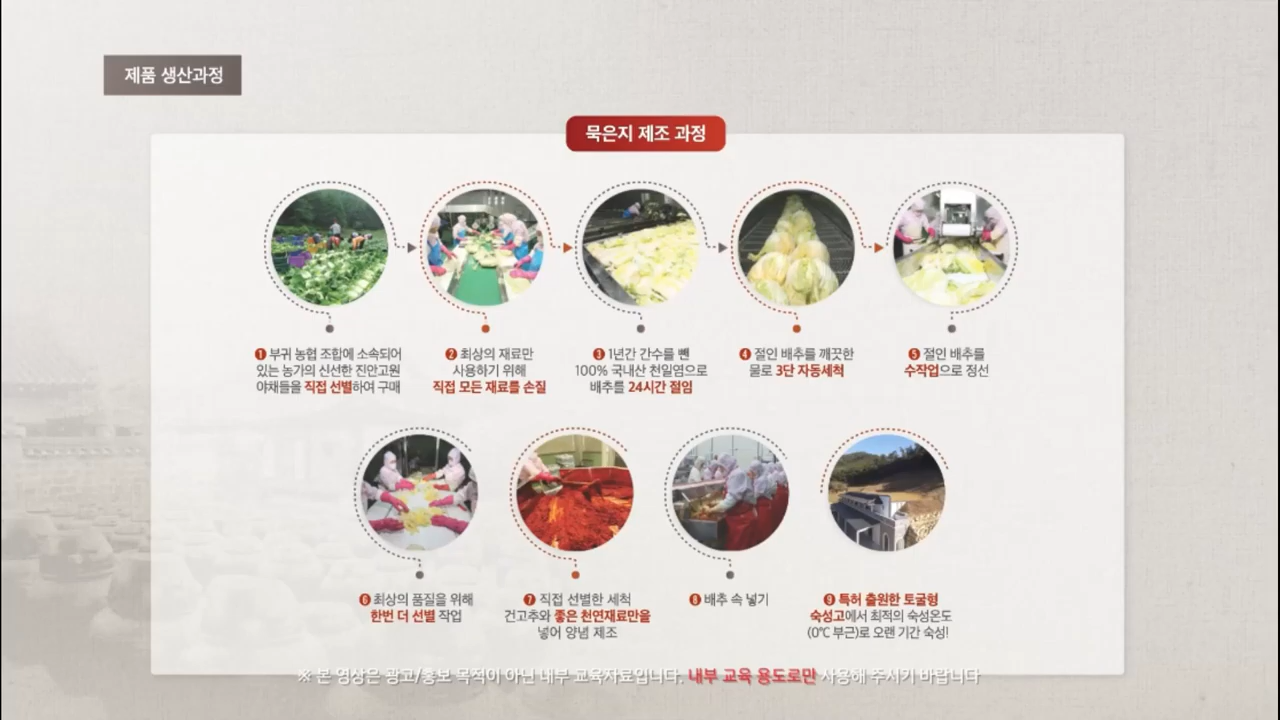 제품 생산과정
묵은지 제조 과정
❶ 부귀 농협 조합에 소속되어
있는 농가의 신선한 진안고원
야채들을 직접 선별하여 구매
❷ 최상의 재료만
사용하기 위해
직접 모든 재료를 손질
❸ 1년간 간수를 뺀
100% 국내산 천일염으로
배추를 24시간 절임
❹ 절인 배추를 깨끗한
물로 3단 자동세척
❺ 절인 배추를
수작업으로 정선
❻ 최상의 품질을 위해
한번 더 선별 작업
❼ 직접 선별한 세척
건고추와 좋은 천연재료만을
넣어 양념 제조
❽ 배추 속 넣기
❾ 특허 출원한 토굴형
숙성고에서 최적의 숙성온도
(0℃ 부근)로 오랜 기간 숙성!
※ 본 영상은 광고/홍보 목적이 아닌 내부 교육자료입니다. 내부 교육 용도로만 사용해 주시기 바랍니다